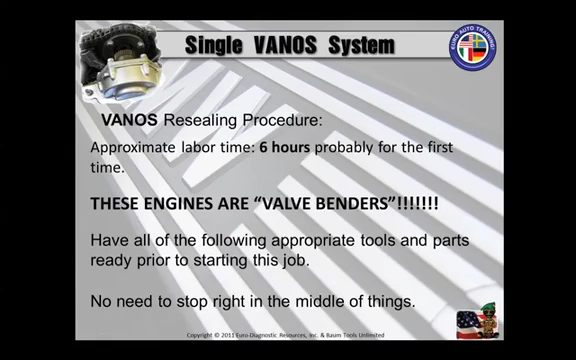 Single VANOS System
EURO AUTO TRAINING!
VANOS Resealing Procedure:
Approximate labor time: 6 hours probably for the first
time.
THESE ENGINES ARE “VALVE BENDERS”!!!!!!!
Have all of the following appropriate tools and parts
ready prior to starting this job.
No need to stop right in the middle of things.
Copyright © 2011 Euro-Diagnostic Resources, Inc. & Baum Tools Unlimited